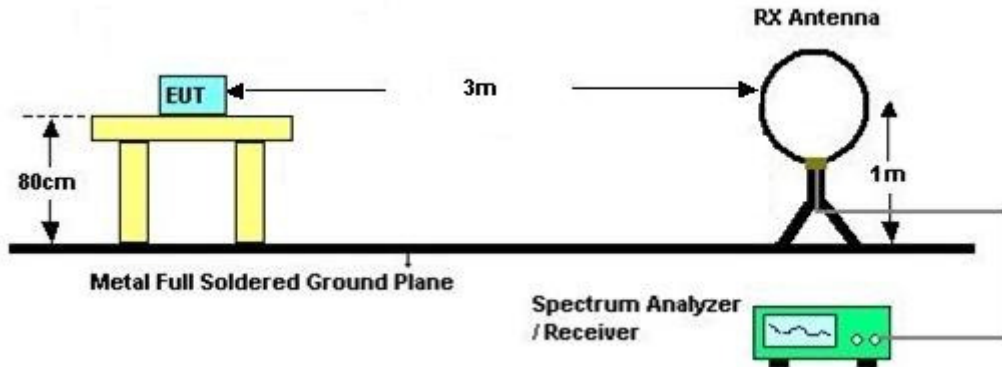 RX Antenna
EUT
3m
80cm
1m
Metal Full Soldered Ground Plane
Spectrum Analyzer
/ Receiver